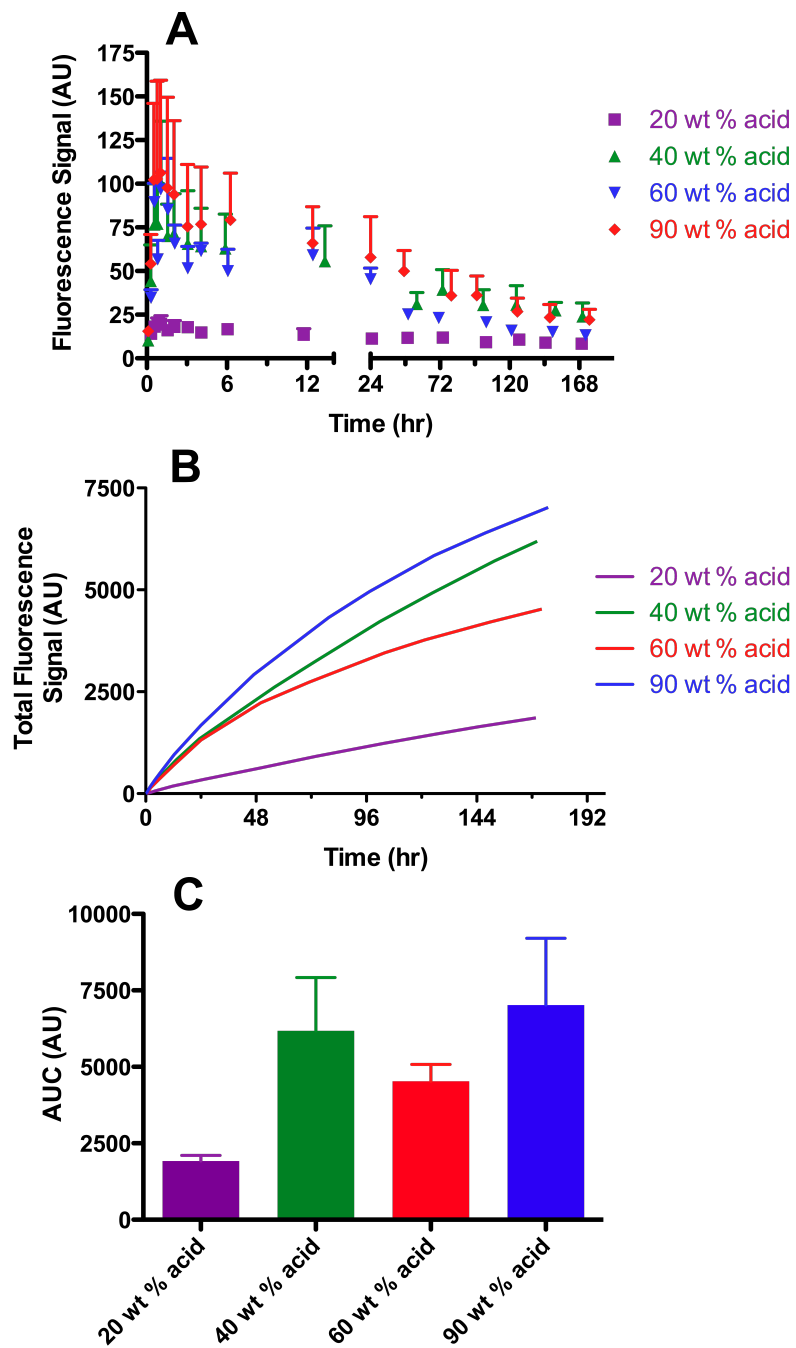 A
Fluorescence Signal (AU)
175
150
125
100
75
50
25
0
0 6 12 24 72 120 168
Time (hr)
20 wt % acid
40 wt % acid
60 wt % acid
90 wt % acid
B
Total Fluorescence
Signal (AU)
7500
5000
2500
0
0 48 96 144 192
Time (hr)
20 wt % acid
40 wt % acid
60 wt % acid
90 wt % acid
C
AUC (AU)
10000
7500
5000
2500
0
20 wt % acid
40 wt % acid
60 wt % acid
90 wt % acid